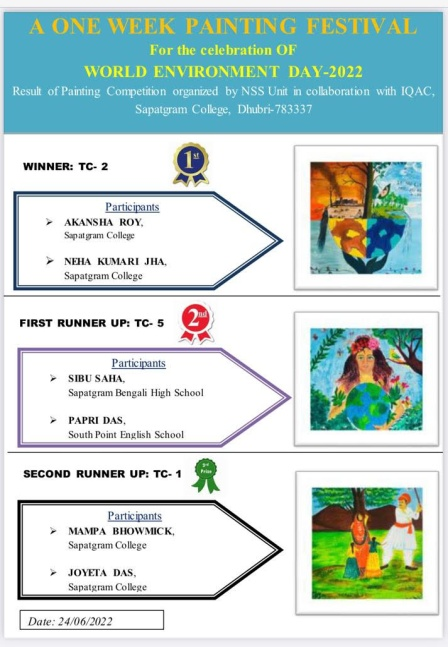 A ONE WEEK PAINTING FESTIVAL
For the celebration OF
WORLD ENVIRONMENT DAY-2022
Result of Painting Competition organized by NSS Unit in collaboration with IQAC,
Sapatgram College, Dhubri-783337
WINNER: TC- 2
1st
Participants
➢ AKANSHA ROY,
Sapatgram College
➢ NEHA KUMARI JHA,
Sapatgram College
FIRST RUNNER UP: TC- 5
2nd
Participants
➢ SIBU SAHA,
Sapatgram Bengali High School
➢ PAPRI DAS,
South Point English School
SECOND RUNNER UP: TC- 1
3rd
Prize
Participants
➢ MAMPA BHOWMICK,
Sapatgram College
➢ JOYETA DAS,
Sapatgram College
Date: 24/06/2022